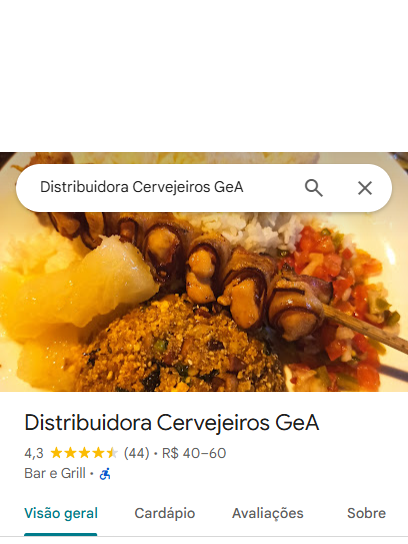 Distribuidora Cervejeiros GeA
Distribuidora Cervejeiros GeA
4,3 (44) • R$ 40–60
Bar e Grill •
Visão geral Cardápio Avaliações Sobre